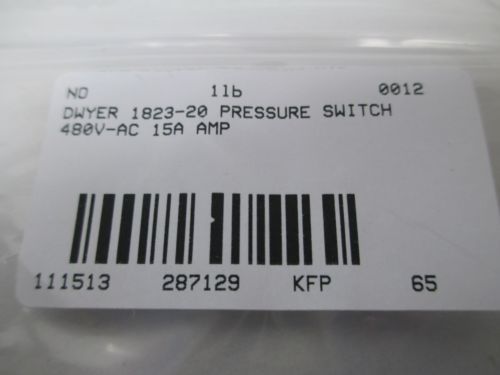 NO 1lb 0012
DWYER 1823-20 PRESSURE SWITCH
480V-AC 15A AMP
111513 287129 KFP 65